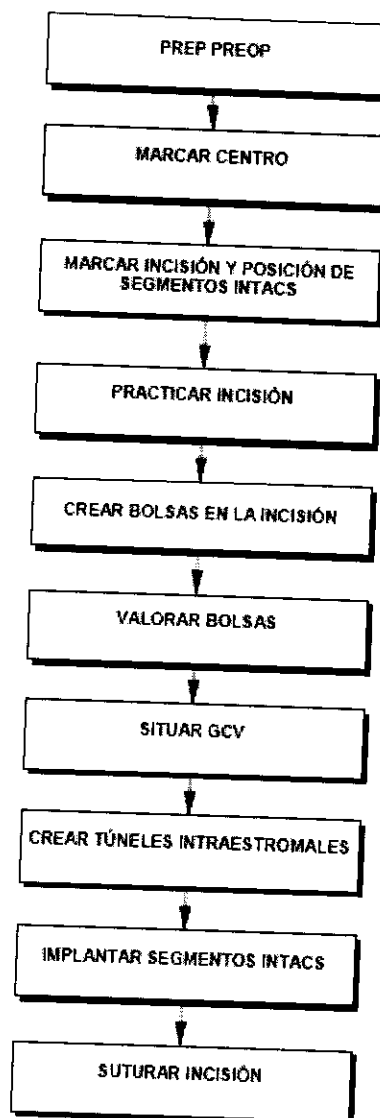 PREP PREOP
MARCAR CENTRO
MARCAR INCISIÓN Y POSICIÓN DE
SEGMENTOS INTACS
PRACTICAR INCISIÓN
CREAR BOLSAS EN LA INCISIÓN
VALORAR BOLSAS
SITUAR GCV
CREAR TÚNELES INTRAESTROMALES
IMPLANTAR SEGMENTOS INTACS
SUTURAR INCISIÓN